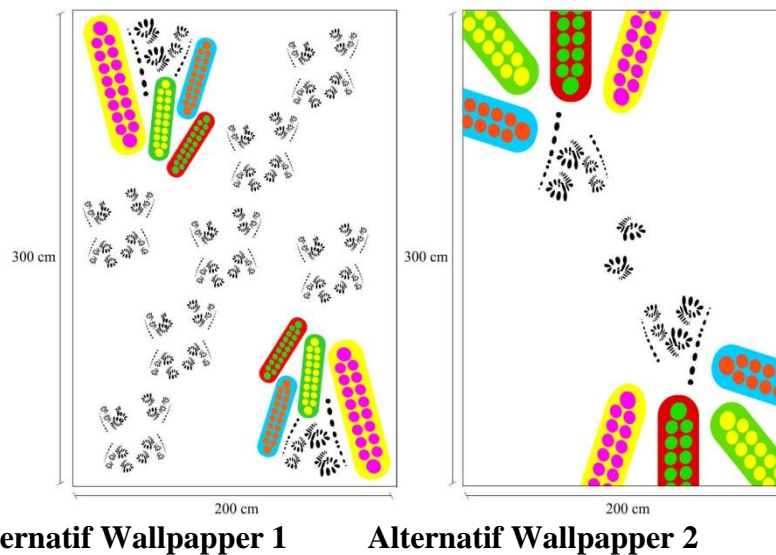 300 cm
300 cm
200 cm
200 cm
ernatif Wallpapper 1
Alternatif Wallpapper 2